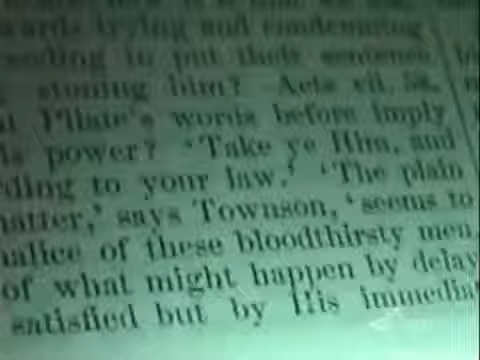 wards trying and condemning
ceeding to put their sentence
stoning him? Acts vii. 58,
at Pilate's words before imply
is power? 'Take ye Him, and
ding to your law.' 'The plain
natter,' says Townson, 'seems to
nalice of these bloodthirsty men,
of what might happen by delay
satisfied but by His immedia